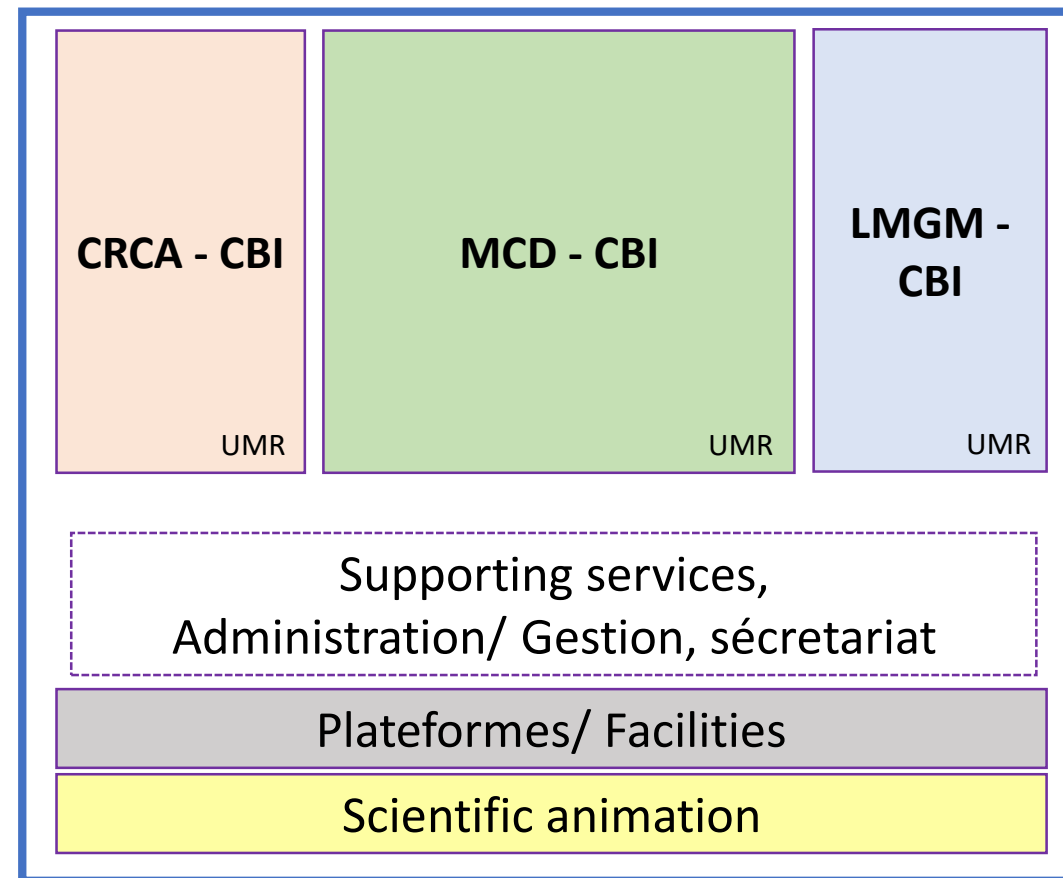 CRCA - CBI
UMR
MCD - CBI
UMR
LMGM -
CBI
UMR
Supporting services,
Administration/ Gestion, sécretariat
Plateformes/ Facilities
Scientific animation